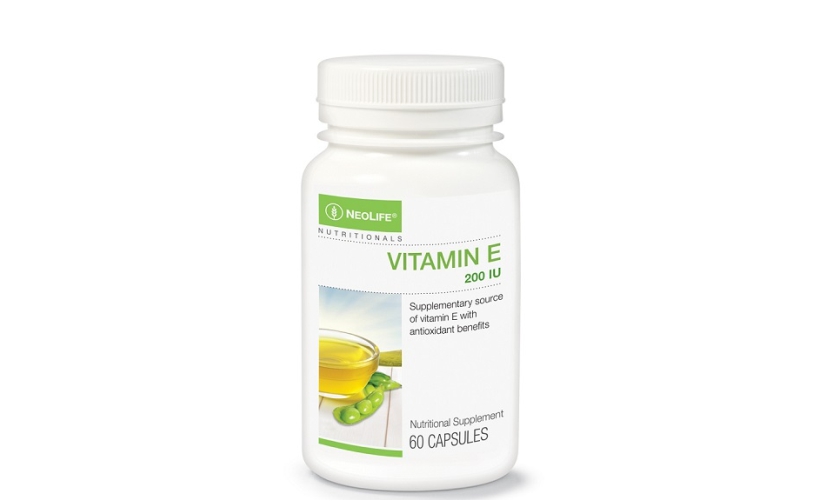 NEOLIFE®
NUTRITIONALS
VITAMIN E
200 IU
Supplementary source
of vitamin E with
antioxidant benefits
Nutritional Supplement
60 CAPSULES